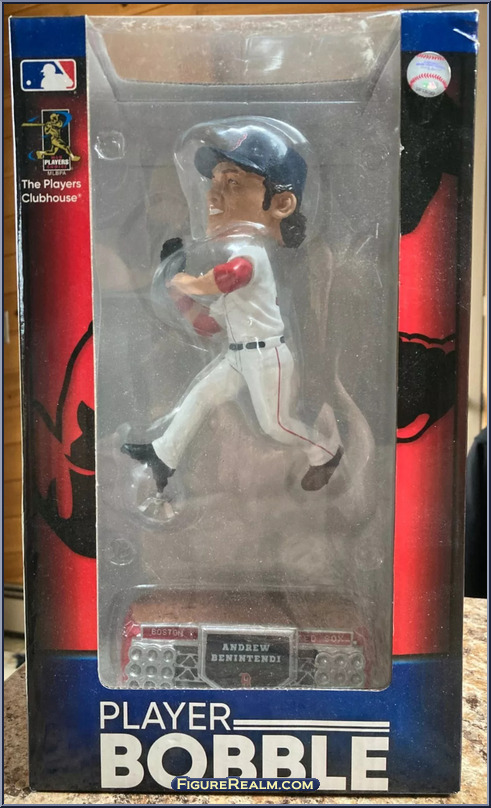 PLAYERS
MLBPA
The Players
Clubhouse®
BOSTON
D SOX
ANDREW
BENINTENDI
PLAYER
BOBBLE
FIGUREREALM.COM